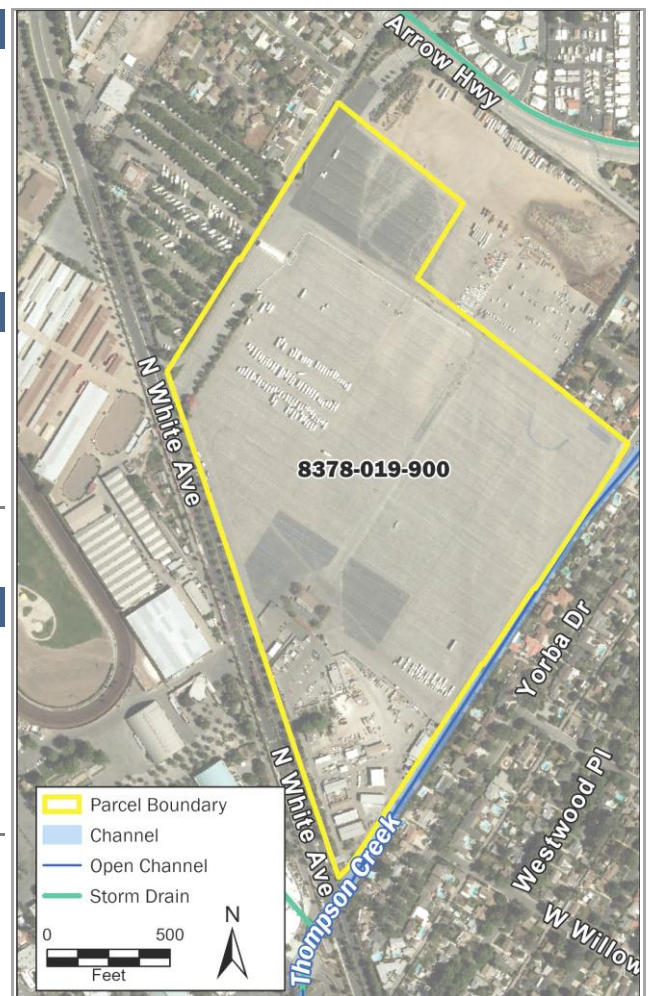 Arrow Hwy
N White Ave
8378-019-900
Yorba Dr
Westwood Pl
N White Ave
W Willow
Thompson Creek
Parcel Boundary
Channel
Open Channel
Storm Drain
0 500
Feet
N